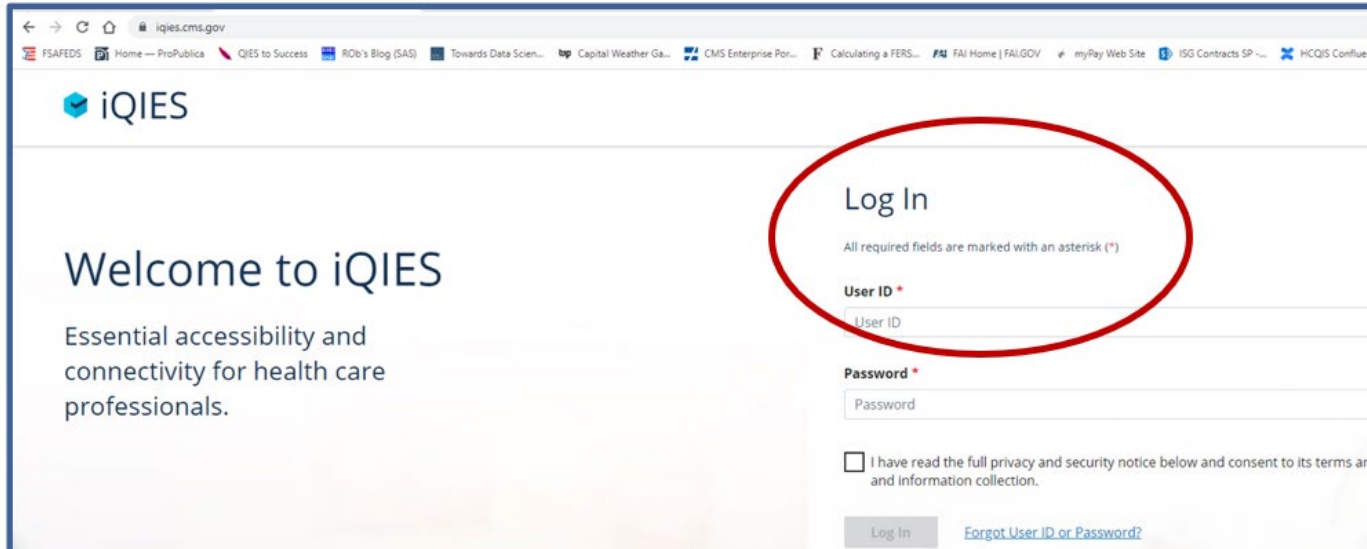 iqies.cms.gov
FSAFEDS Home — ProPublica QIES to Success ROb's Blog (SAS) Towards Data Scien... Capital Weather Ga... CMS Enterprise Por... Calculating a FERS... FAI FAI Home | FAI.GOV myPay Web Site ISG Contracts SP -... HCQIS Conflue
iQIES
Log In
All required fields are marked with an asterisk (*)
Welcome to iQIES
User ID *
User ID
Essential accessibility and
connectivity for health care
professionals.
Password *
Password
I have read the full privacy and security notice below and consent to its terms an
and information collection.
Log In Forgot User ID or Password?